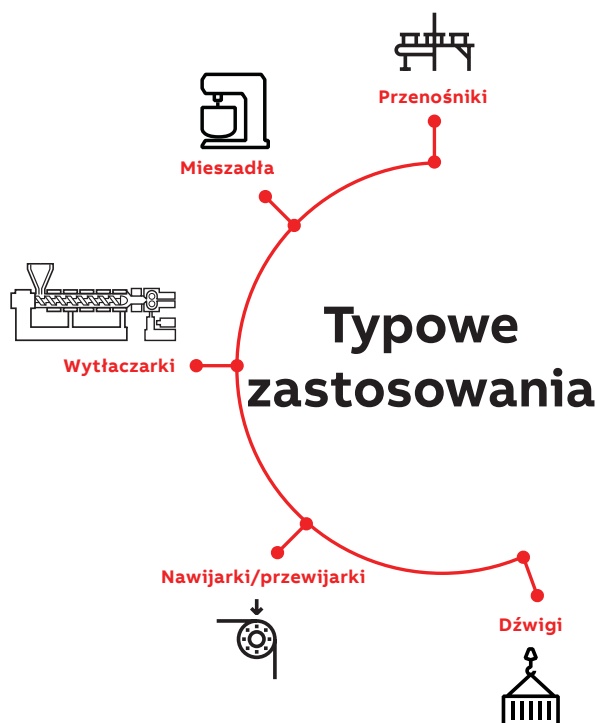 Przenośniki
Mieszadła
Typowe
zastosowania
Wytłaczarki
Nawijarki/przewijarki
Dźwigi